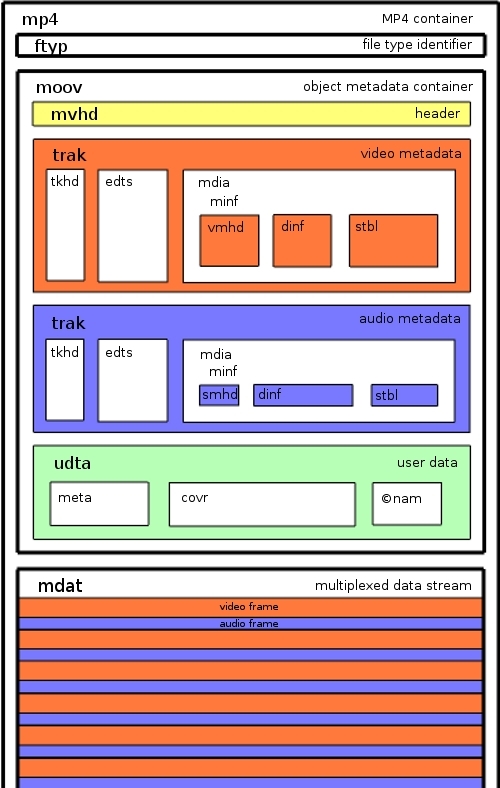 mp4 MP4 container
ftyp file type identifier
moov object metadata container
mvhd header
trak video metadata
tkhd edts mdia
minf
vmhd dinf stbl
trak audio metadata
tkhd edts mdia
minf
smhd dinf stbl
udta user data
meta covr ©nam
mdat multiplexed data stream
video frame
audio frame